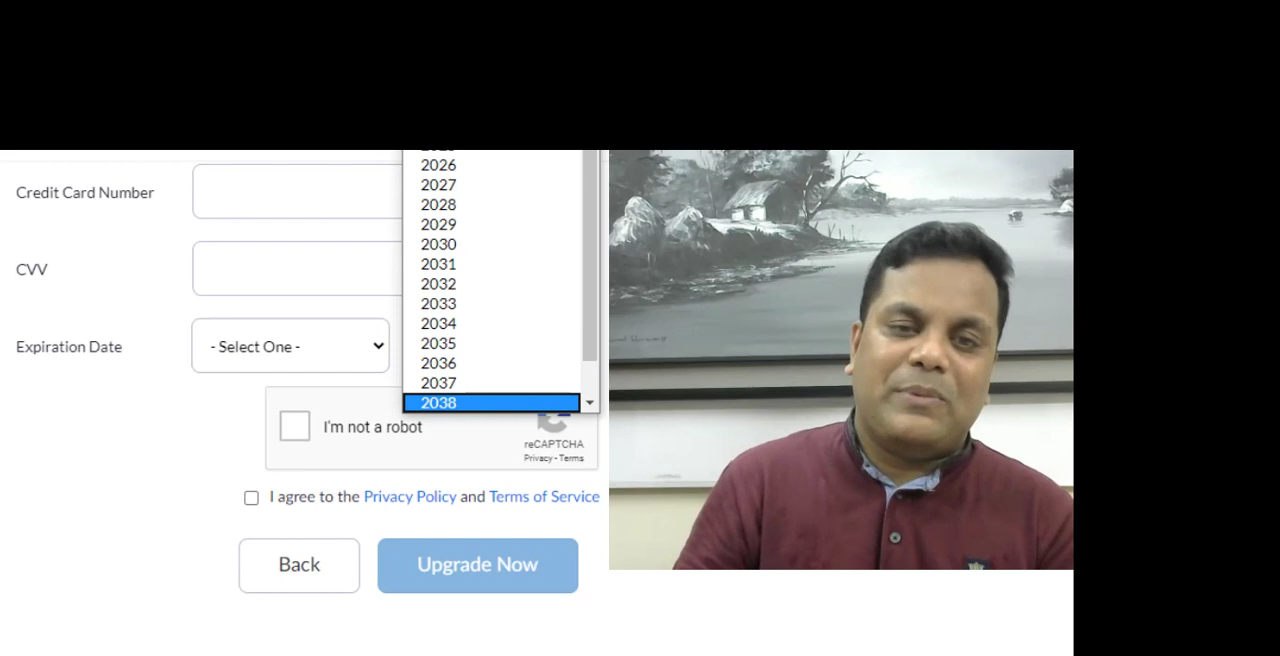 2026
Credit Card Number
2027
2028
2029
2030
CVV
2031
2032
2033
2034
Expiration Date
- Select One -
2035
2036
2037
2038
I'm not a robot
reCAPTCHA
Privacy - Terms
I agree to the Privacy Policy and Terms of Service
Back
Upgrade Now